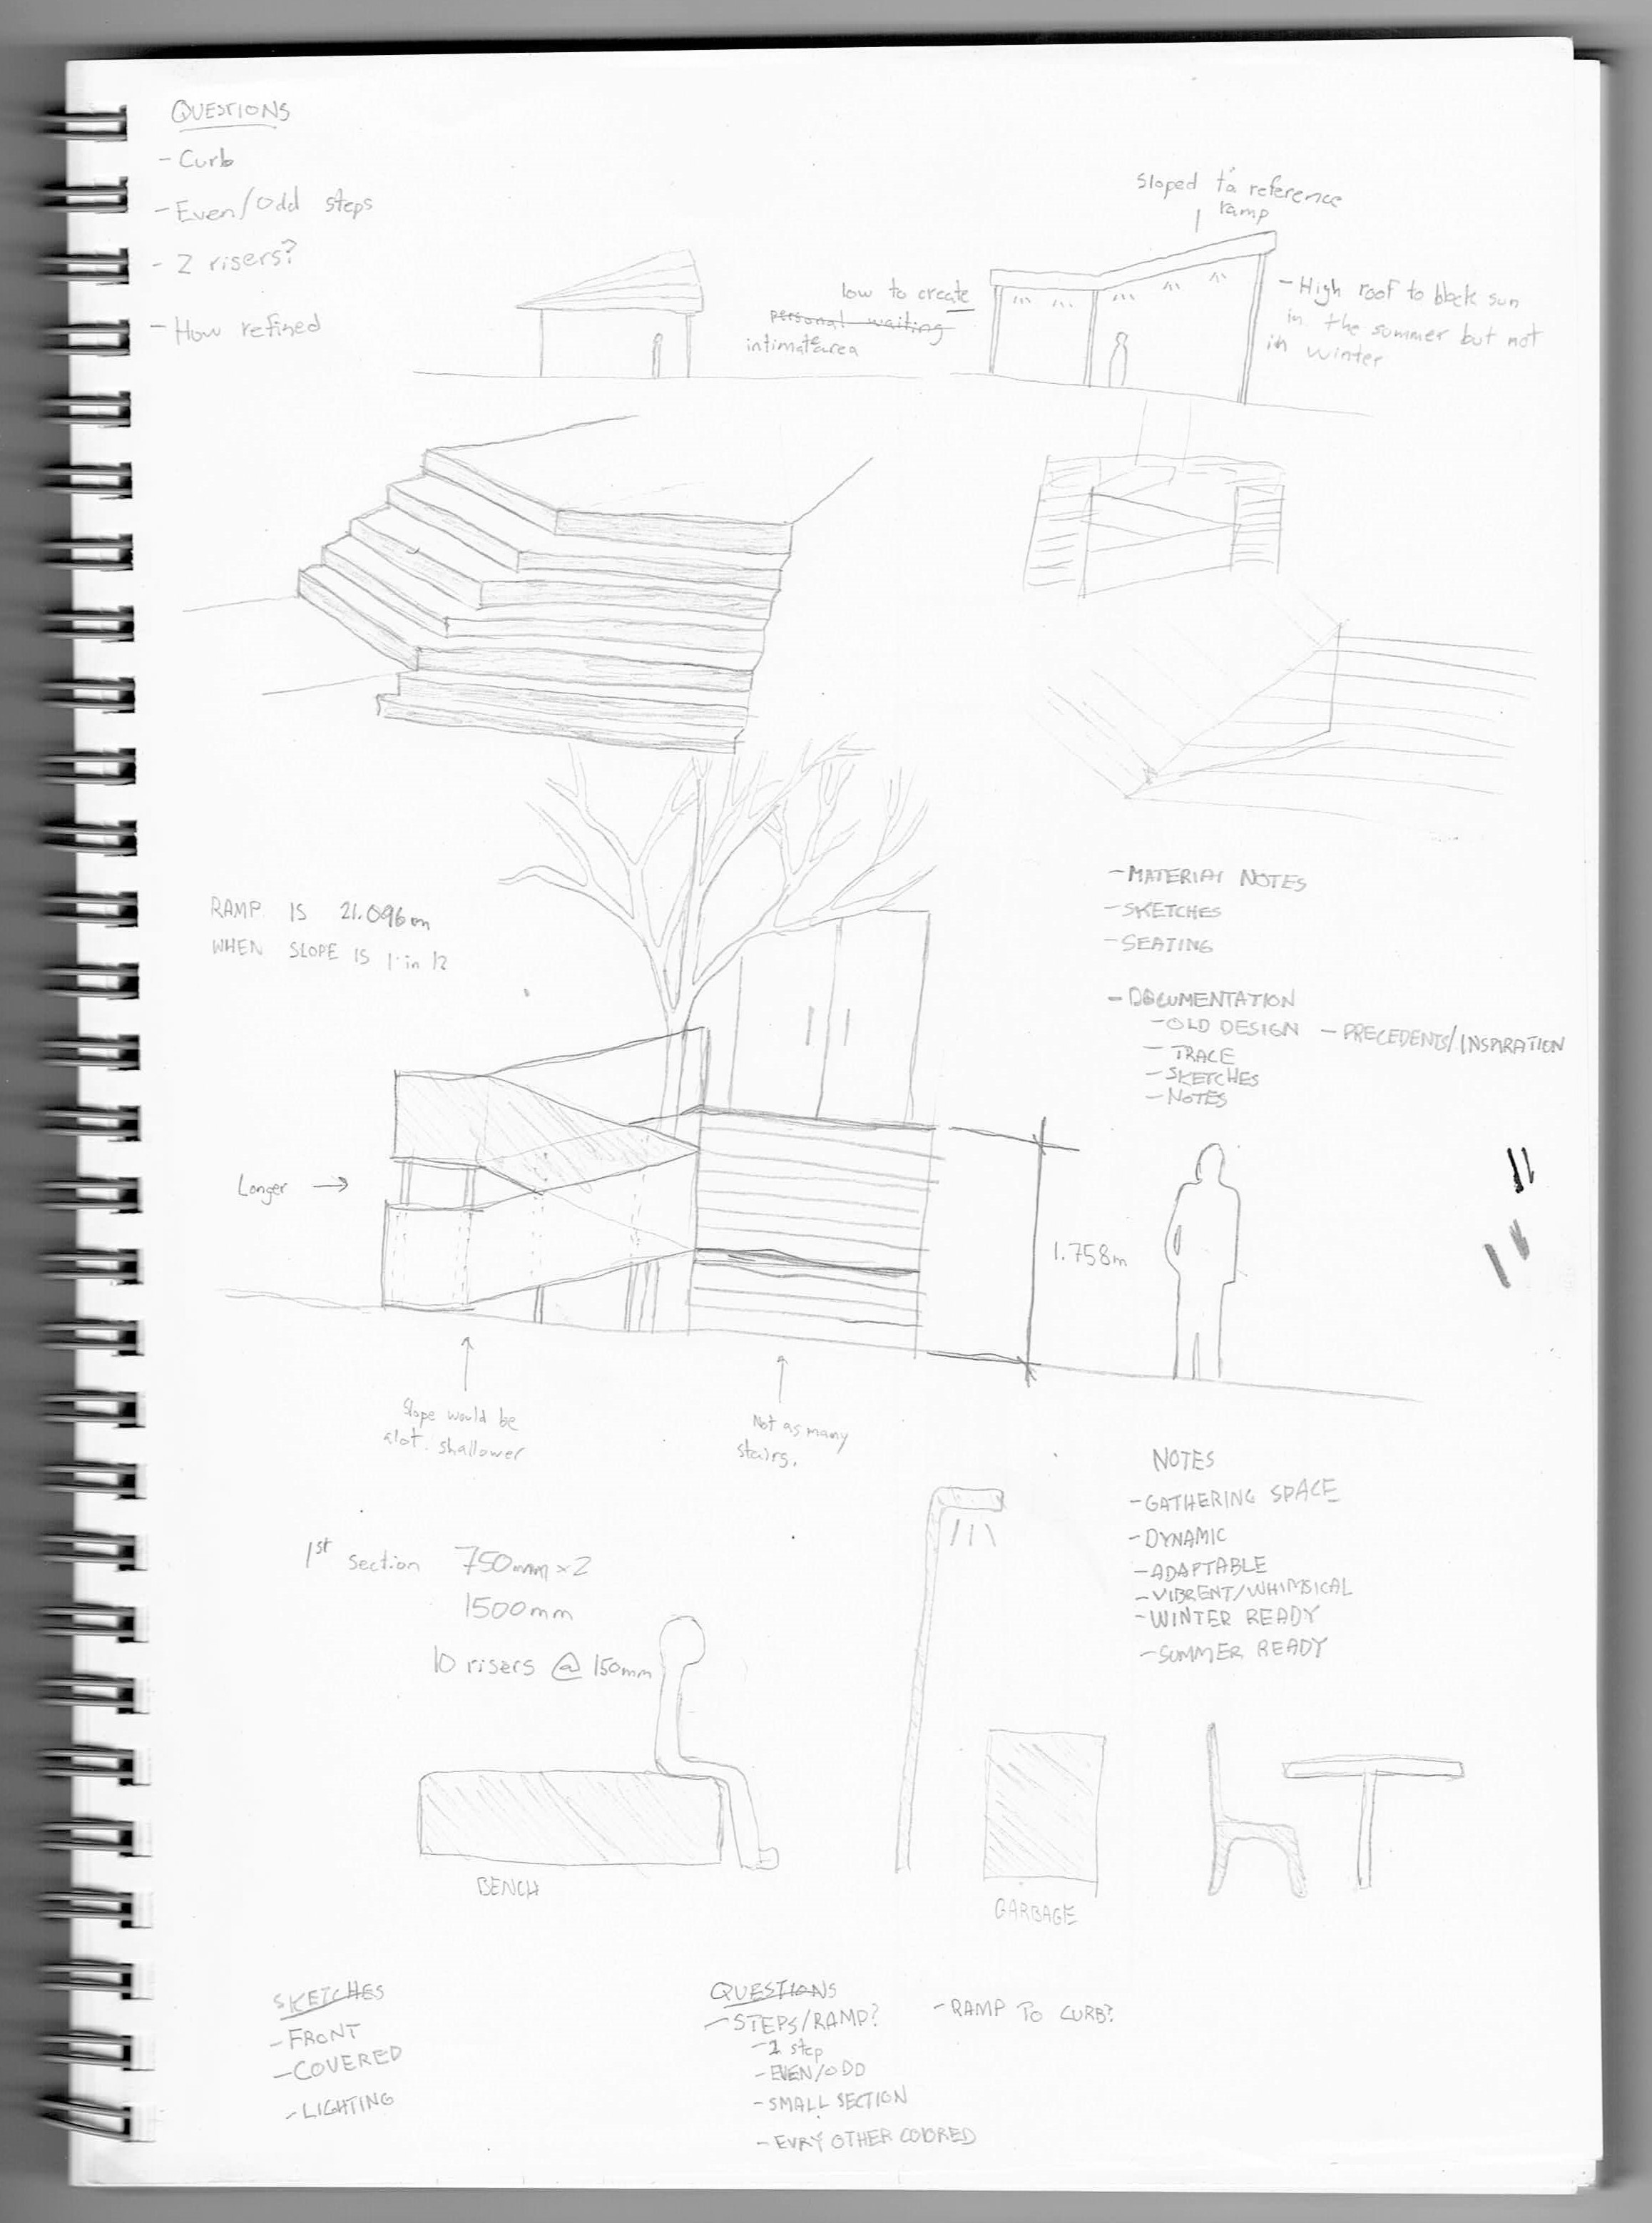 QUESTIONS
- Curb
- Even/Odd steps
- 2 risers?
- How refined
Sloped to reference
ramp
low to create
personal waiting
intimate area
- High roof to block sun
in the summer but not
in winter
RAMP IS 21.096m
WHEN SLOPE IS 1 in 12
- MATERIAL NOTES
- SKETCHES
- SEATING
- DOCUMENTATION
- OLD DESIGN - PRECEDENTS/INSPIRATION
- TRACE
- SKETCHES
- NOTES
Longer →
1.758m
Slope would be
alot. shallower
Not as many
stairs.
NOTES
- GATHERING SPACE
- DYNAMIC
- ADAPTABLE
- VIBRENT/WHIMSICAL
- WINTER READY
- SUMMER READY
1st section 750mm x 2
1500mm
10 risers @ 150mm
BENCH
GARBAGE
SKETCHES
- FRONT
- COVERED
- LIGHTING
QUESTIONS
- STEPS/RAMP? - RAMP TO CURB?
- step
- EVEN/ODD
- SMALL SECTION
- EVRY OTHER COLORED